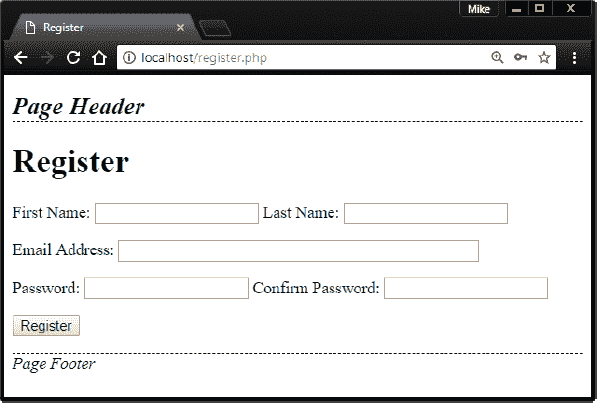 Mike
Register
localhost/register.php
Page Header
Register
First Name: Last Name:
Email Address:
Password: Confirm Password:
Register
Page Footer